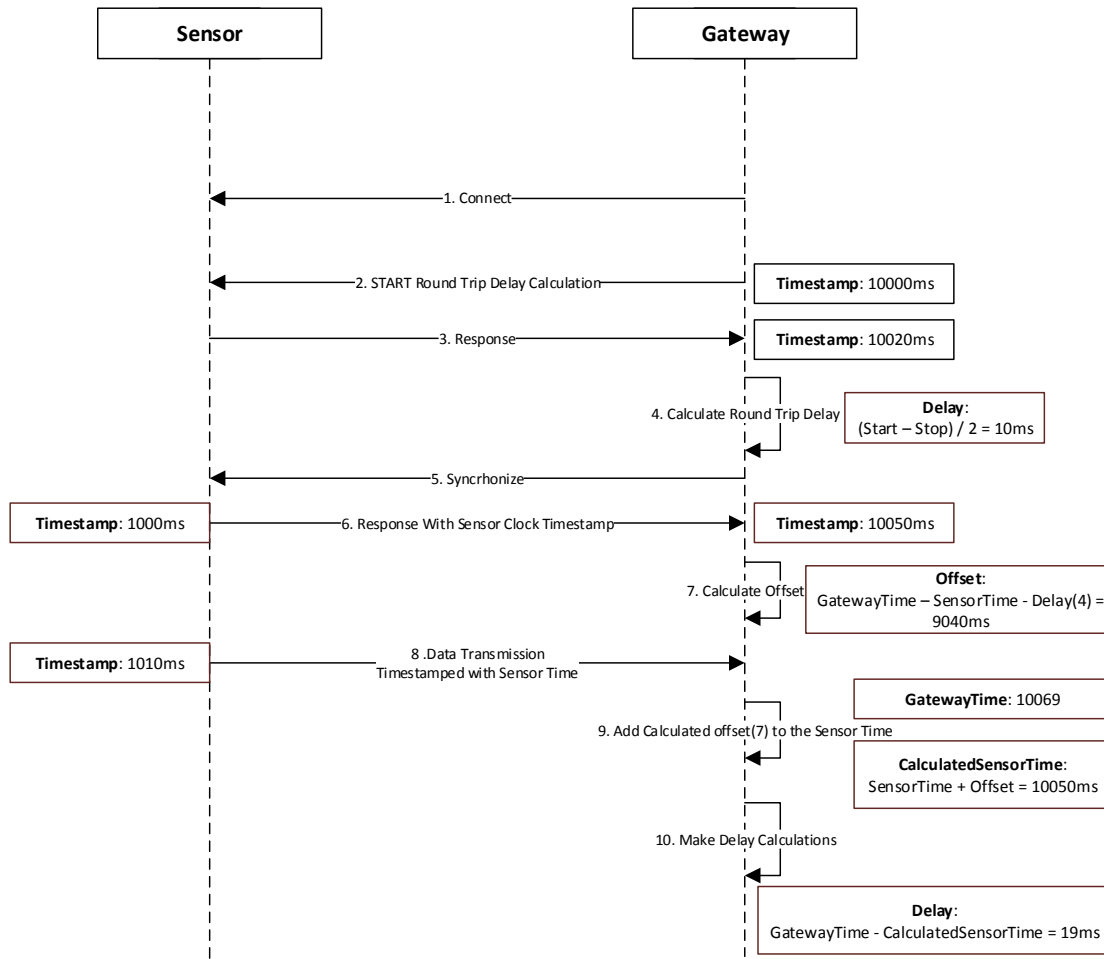 Sensor
Gateway
1. Connect
2. START Round Trip Delay Calculation
Timestamp: 10000ms
3. Response
Timestamp: 10020ms
4. Calculate Round Trip Delay
Delay:
(Start – Stop) / 2 = 10ms
5. Syncrhonize
Timestamp: 1000ms
6. Response With Sensor Clock Timestamp
Timestamp: 10050ms
7. Calculate Offset
Offset:
GatewayTime – SensorTime - Delay(4) =
9040ms
Timestamp: 1010ms
8 .Data Transmission
Timestamped with Sensor Time
GatewayTime: 10069
9. Add Calculated offset(7) to the Sensor Time
CalculatedSensorTime:
SensorTime + Offset = 10050ms
10. Make Delay Calculations
Delay:
GatewayTime - CalculatedSensorTime = 19ms